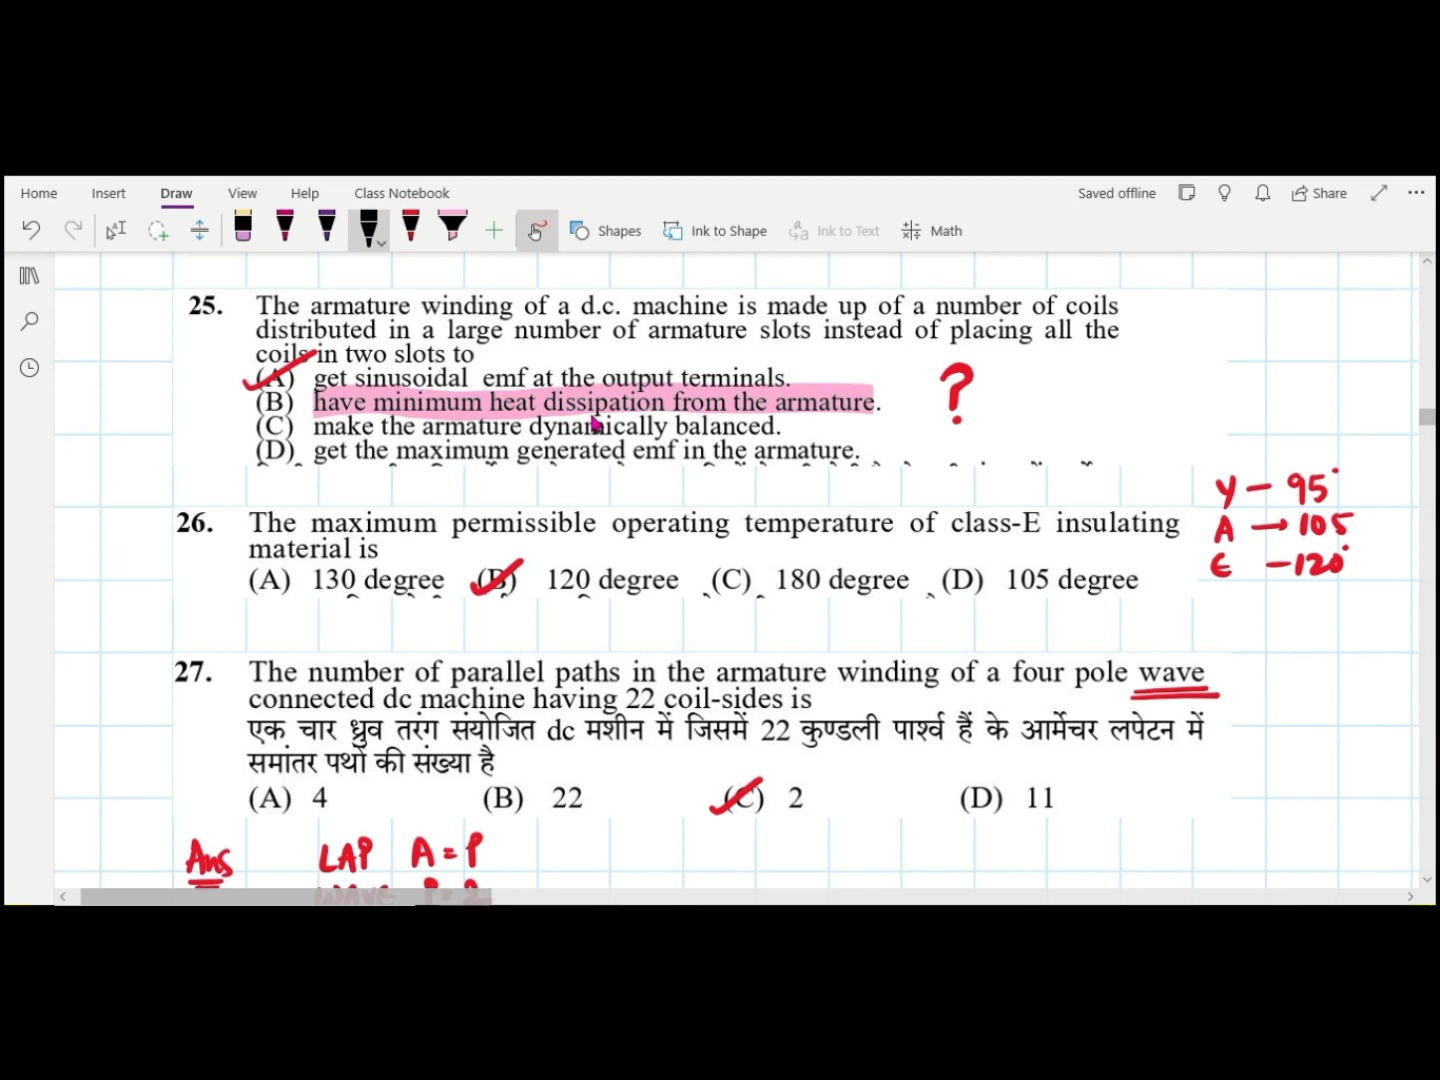 Home Insert Draw View Help Class Notebook Saved offline Share
Shapes Ink to Shape Ink to Text Math
25. The armature winding of a d.c. machine is made up of a number of coils
distributed in a large number of armature slots instead of placing all the
coils in two slots to
(A) get sinusoidal emf at the output terminals.
(B) have minimum heat dissipation from the armature.
?
(C) make the armature dynamically balanced.
(D) get the maximum generated emf in the armature.
Y - 95°
A → 105
E - 120°
26. The maximum permissible operating temperature of class-E insulating
material is
(A) 130 degree (B) 120 degree (C) 180 degree (D) 105 degree
27. The number of parallel paths in the armature winding of a four pole wave
connected dc machine having 22 coil-sides is
एक चार ध्रुव तरंग संयोजित dc मशीन में जिसमें 22 कुण्डली पार्श्व हैं के आर्मेचर लपेटन में
समांतर पथों की संख्या है
(A) 4 (B) 22 (C) 2 (D) 11
Ans LAP A = P